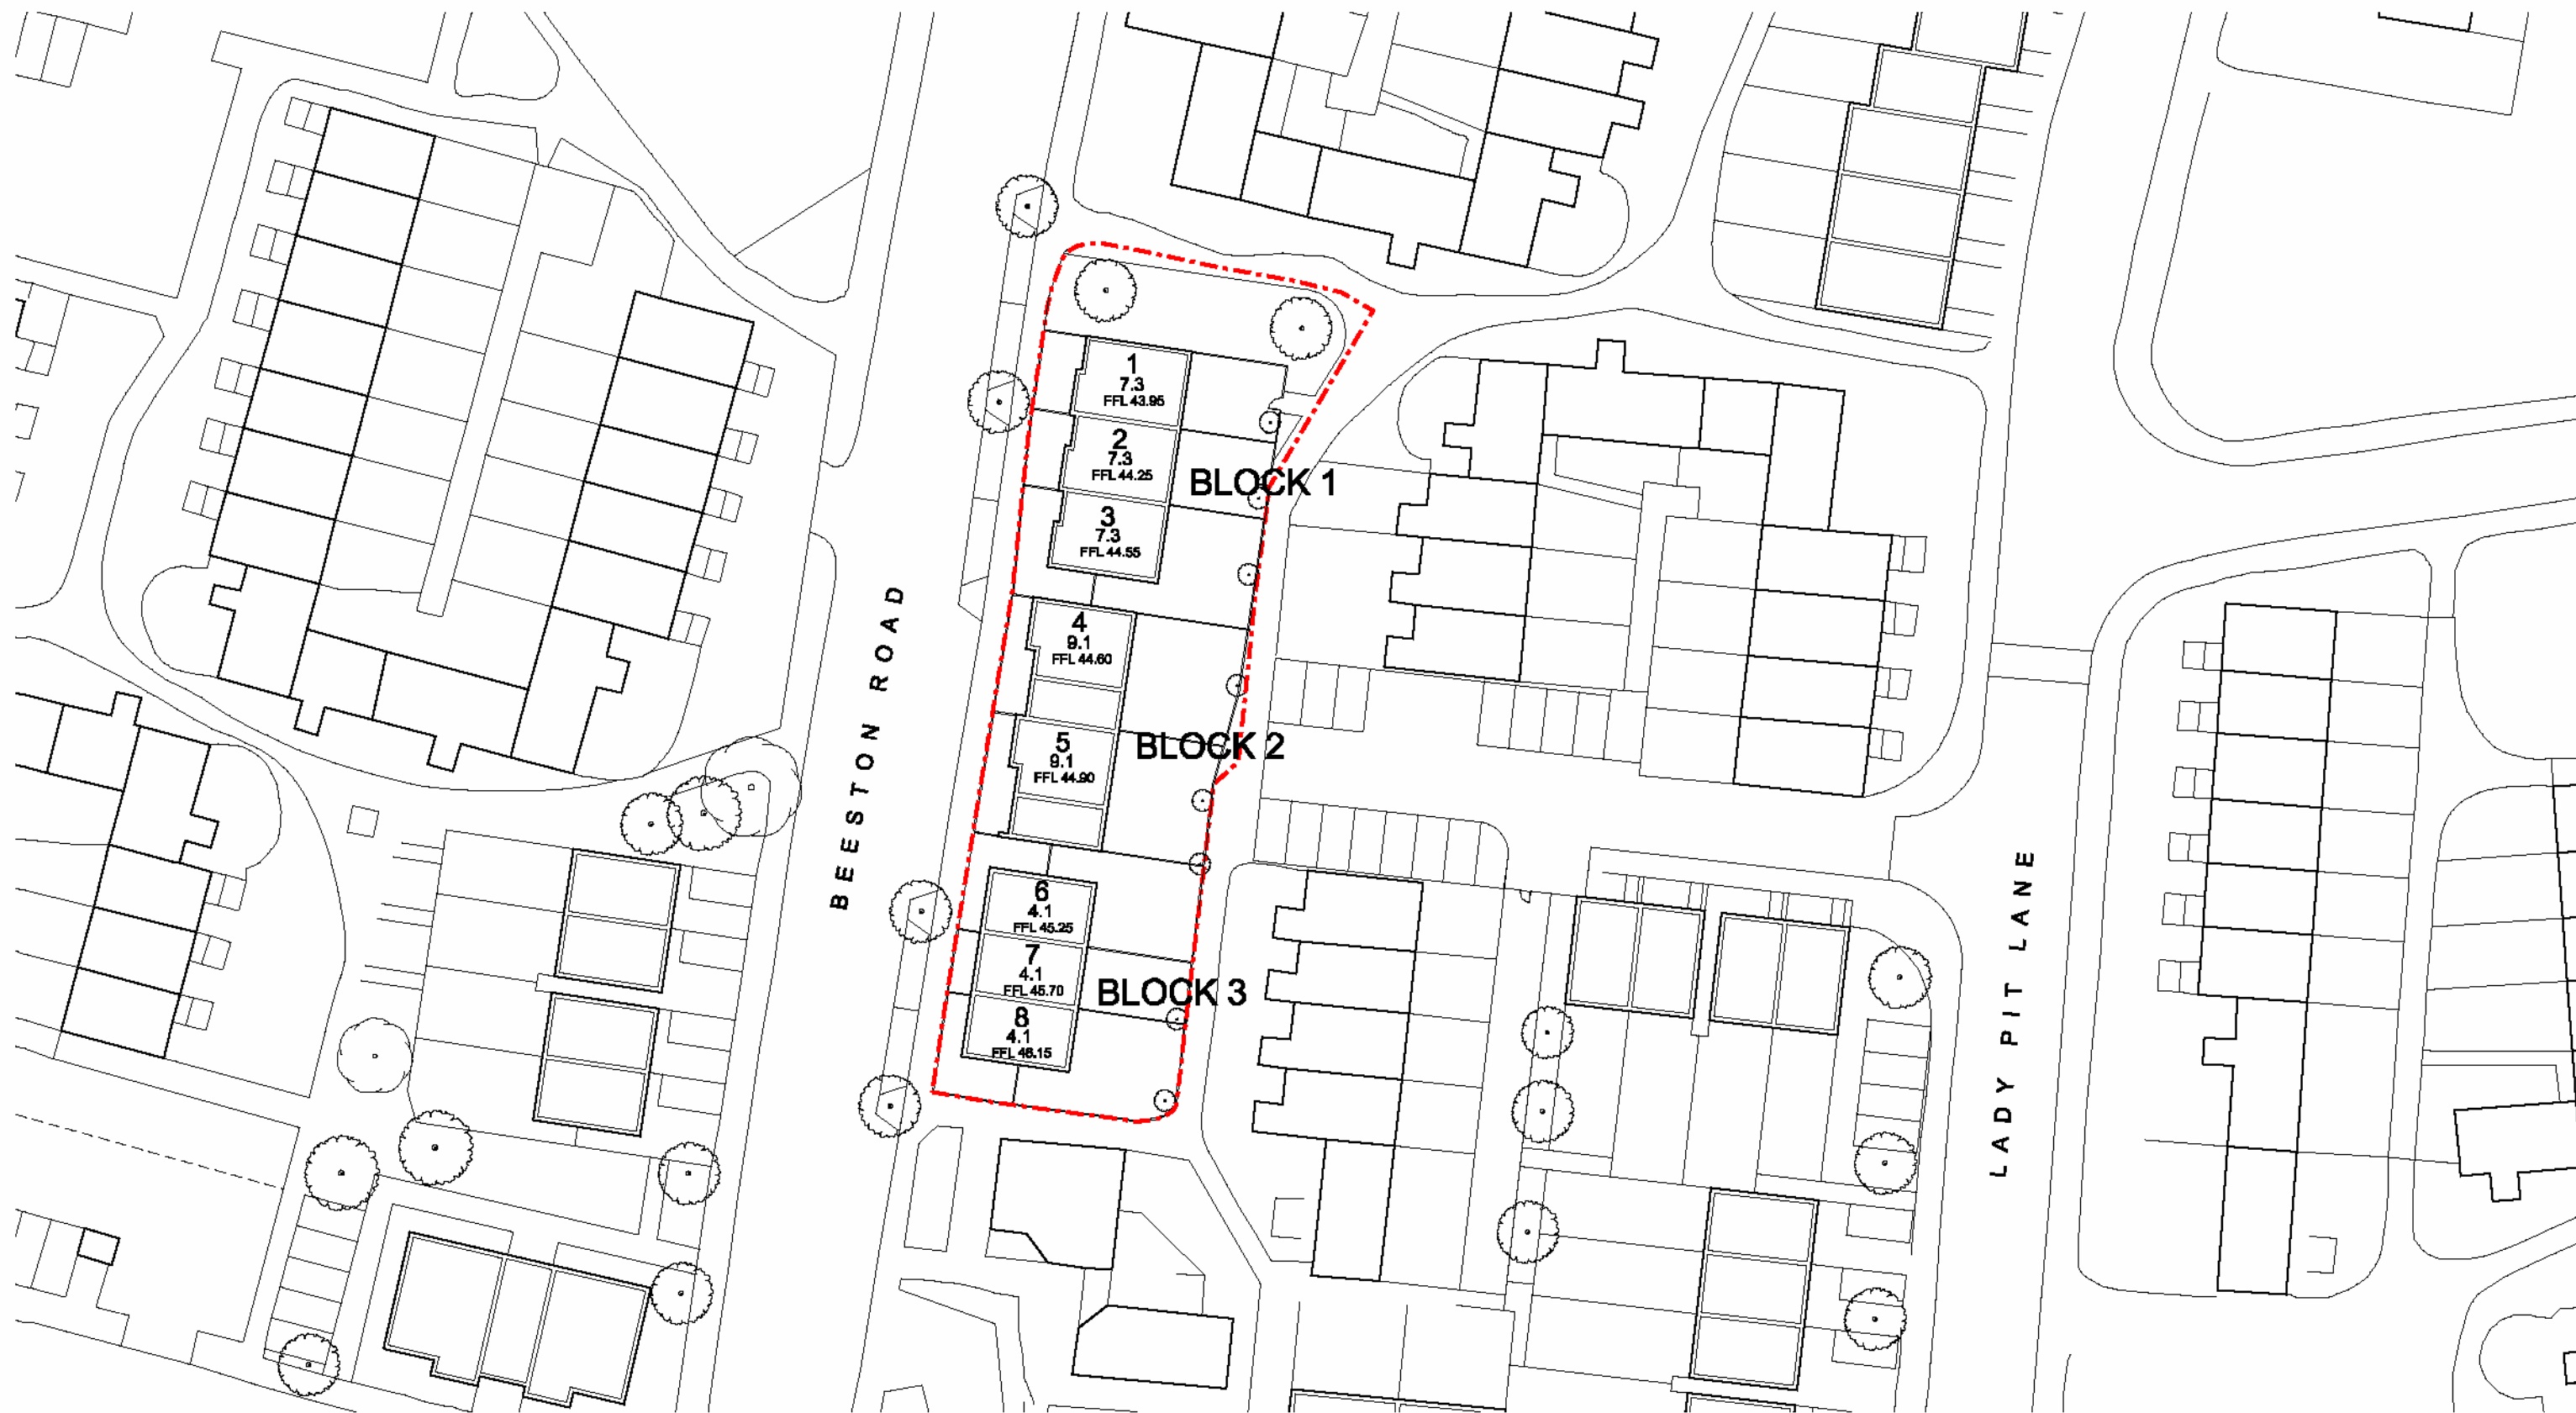 1
7.3
FFL 43.95
2
7.3
FFL 44.25
BLOCK 1
3
7.3
FFL 44.55
4
9.1
FFL 44.60
5
9.1
FFL 44.90
BLOCK 2
6
4.1
FFL 45.25
7
4.1
FFL 45.70
BLOCK 3
8
4.1
FFL 46.15
BEESTON ROAD
LADY PIT LANE